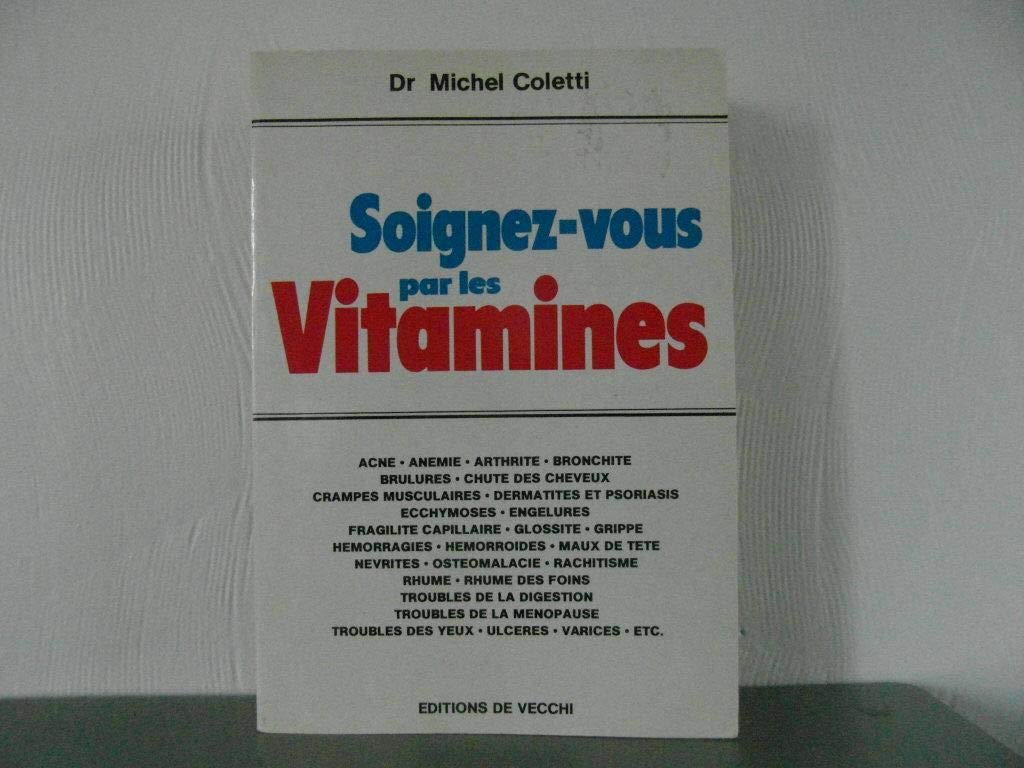 Dr Michel Coletti
Soignez-vous
par les
Vitamines
ACNE • ANEMIE • ARTHRITE • BRONCHITE
BRULURES • CHUTE DES CHEVEUX
CRAMPES MUSCULAIRES • DERMATITES ET PSORIASIS
ECCHYMOSES • ENGELURES
FRAGILITE CAPILLAIRE • GLOSSITE • GRIPPE
HEMORRAGIES • HEMORROIDES • MAUX DE TETE
NEVRITES • OSTEOMALACIE • RACHITISME
RHUME • RHUME DES FOINS
TROUBLES DE LA DIGESTION
TROUBLES DE LA MENOPAUSE
TROUBLES DES YEUX • ULCERES • VARICES • ETC.
EDITIONS DE VECCHI